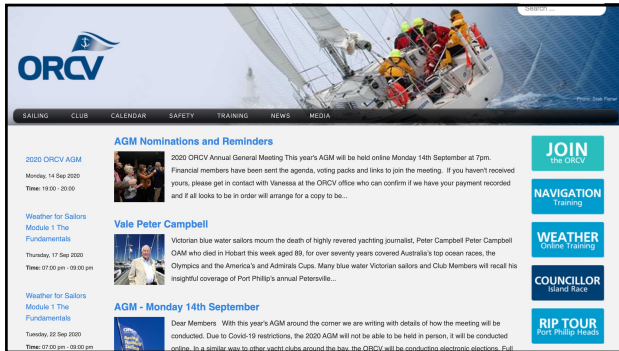 Search ...
ORCV
Photo: Steb Fisher
SAILING CLUB CALENDAR SAFETY TRAINING NEWS MEDIA
2020 ORCV AGM
Monday, 14 Sep 2020
Time: 19:00 - 20:00
Weather for Sailors
Module 1 The
Fundamentals
Thursday, 17 Sep 2020
Time: 07:00 pm - 09:00 pm
Weather for Sailors
Module 1 The
Fundamentals
Tuesday, 22 Sep 2020
Time: 07:00 pm - 09:00 pm
AGM Nominations and Reminders
2020 ORCV Annual General Meeting This year's AGM will be held online Monday 14th September at 7pm.
Financial members have been sent the agenda, voting packs and links to join the meeting. If you haven't received
yours, please get in contact with Vanessa at the ORCV office who can confirm if we have your payment recorded
and if all looks to be in order will arrange for a copy to be...
Vale Peter Campbell
Victorian blue water sailors mourn the death of highly revered yachting journalist, Peter Campbell Peter Campbell
OAM who died in Hobart this week aged 89, for over seventy years covered Australia's top ocean races, the
Olympics and the America's and Admirals Cups. Many blue water Victorian sailors and Club Members will recall his
insightful coverage of Port Phillip's annual Petersville...
AGM - Monday 14th September
Dear Members With this year's AGM around the corner we are writing with details of how the meeting will be
conducted. Due to Covid-19 restrictions, the 2020 AGM will not be able to be held in person, it will be conducted
online. In a similar way to other yacht clubs around the bay, the ORCV will be conducting electronic elections. Full
JOIN
the ORCV
NAVIGATION
Training
WEATHER
Online Training
COUNCILLOR
Island Race
RIP TOUR
Port Phillip Heads